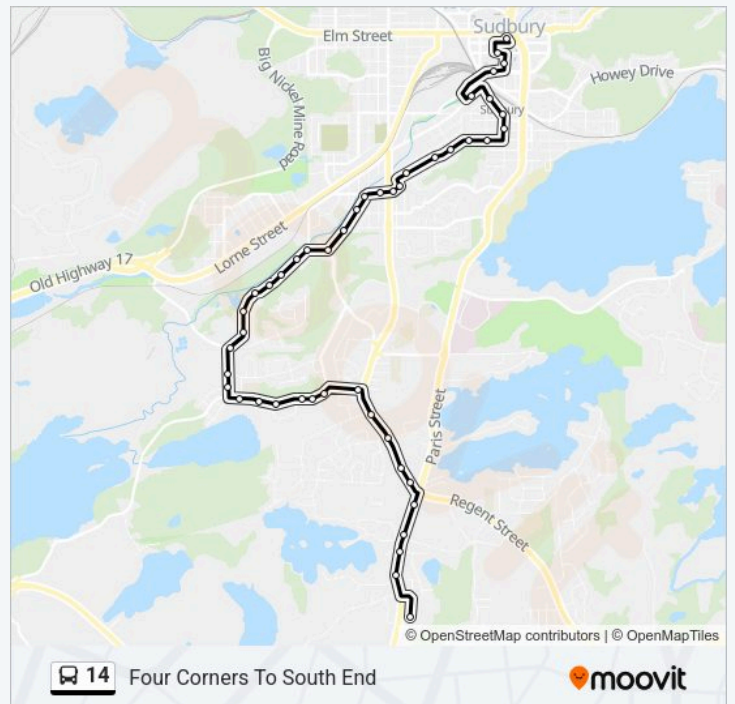 Sudbury
Elm Street
Big Nickel Mine Road
Howey Drive
Sudbury
Lorne Street
Old Highway 17
Paris Street
Regent Street
© OpenStreetMap contributors | © OpenMapTiles
14 Four Corners To South End
moovit